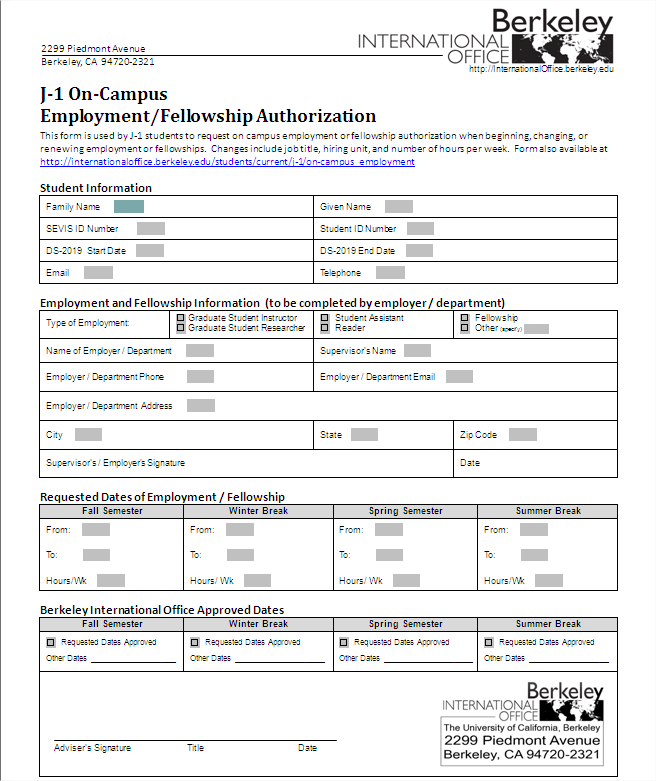 Berkeley
INTERNATIONAL
OFFICE
2299 Piedmont Avenue
Berkeley, CA 94720-2321
http://InternationalOffice.berkeley.edu
J-1 On-Campus
Employment/Fellowship Authorization
This form is used by J-1 students to request on campus employment or fellowship authorization when beginning, changing, or
renewing employment or fellowships. Changes include job title, hiring unit, and number of hours per week. Form also available at
http://internationaloffice.berkeley.edu/students/current/j-1/on-campus_employment
Student Information
Family Name Given Name
SEVIS ID Number Student ID Number
DS-2019 Start Date DS-2019 End Date
Email Telephone
Employment and Fellowship Information (to be completed by employer / department)
Type of Employment: Graduate Student Instructor Student Assistant Fellowship
Graduate Student Researcher Reader Other (specify)
Name of Employer / Department Supervisor's Name
Employer / Department Phone Employer / Department Email
Employer / Department Address
City State Zip Code
Supervisor's / Employer's Signature Date
Requested Dates of Employment / Fellowship
Fall Semester Winter Break Spring Semester Summer Break
From: From: From: From:
To: To: To: To:
Hours/ Wk Hours/ Wk Hours/ Wk Hours/ Wk
Berkeley International Office Approved Dates
Fall Semester Winter Break Spring Semester Summer Break
Requested Dates Approved Requested Dates Approved Requested Dates Approved Requested Dates Approved
Other Dates Other Dates Other Dates Other Dates
Berkeley
INTERNATIONAL
OFFICE
The University of California, Berkeley
2299 Piedmont Avenue
Berkeley, CA 94720-2321
Adviser's Signature Title Date